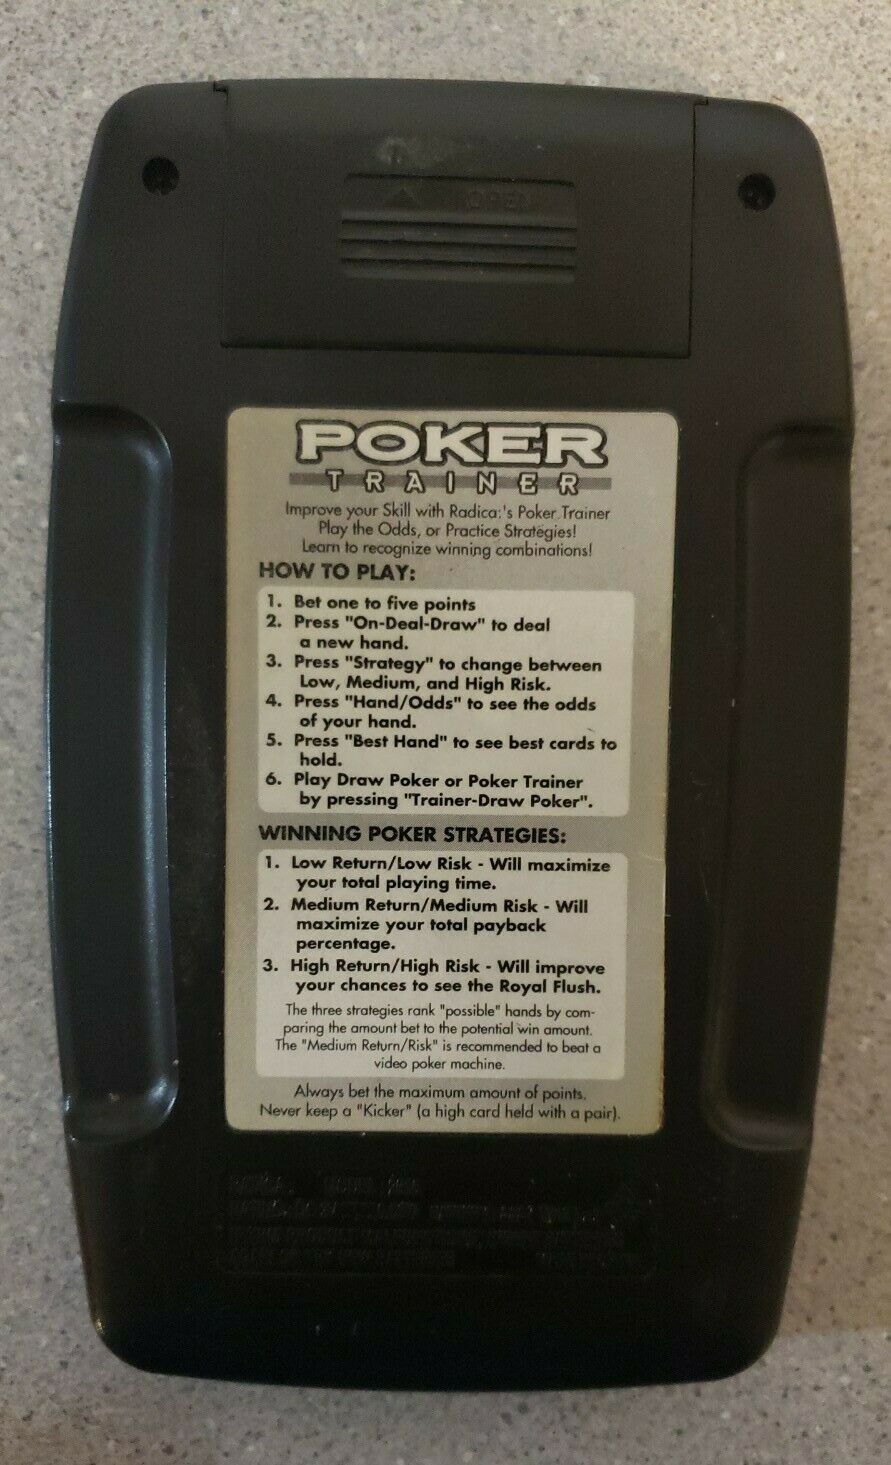 OPEN
POKER
TRAINER
Improve your Skill with Radica:'s Poker Trainer
Play the Odds, or Practice Strategies!
Learn to recognize winning combinations!
HOW TO PLAY:
1. Bet one to five points
2. Press "On-Deal-Draw" to deal
a new hand.
3. Press "Strategy" to change between
Low, Medium, and High Risk.
4. Press "Hand/Odds" to see the odds
of your hand.
5. Press "Best Hand" to see best cards to
hold.
6. Play Draw Poker or Poker Trainer
by pressing "Trainer-Draw Poker".
WINNING POKER STRATEGIES:
1. Low Return/Low Risk - Will maximize
your total playing time.
2. Medium Return/Medium Risk - Will
maximize your total payback
percentage.
3. High Return/High Risk - Will improve
your chances to see the Royal Flush.
The three strategies rank "possible" hands by com-
paring the amount bet to the potential win amount.
The "Medium Return/Risk" is recommended to beat a
video poker machine.
Always bet the maximum amount of points.
Never keep a "Kicker" (a high card held with a pair).